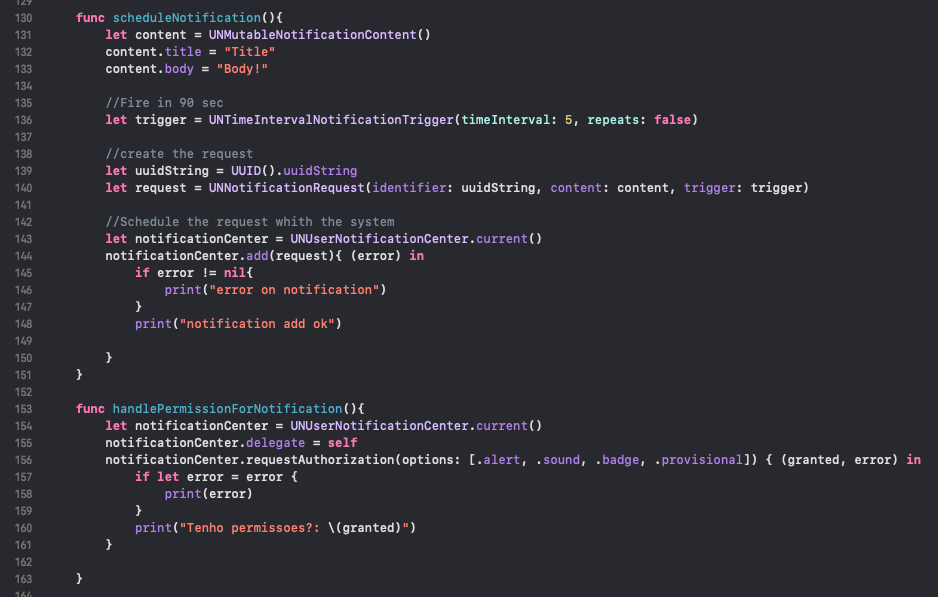 129
130 func scheduleNotification(){
131 let content = UNMutableNotificationContent()
132 content.title = "Title"
133 content.body = "Body!"
134
135 //Fire in 90 sec
136 let trigger = UNTimeIntervalNotificationTrigger(timeInterval: 5, repeats: false)
137
138 //create the request
139 let uuidString = UUID().uuidString
140 let request = UNNotificationRequest(identifier: uuidString, content: content, trigger: trigger)
141
142 //Schedule the request whith the system
143 let notificationCenter = UNUserNotificationCenter.current()
144 notificationCenter.add(request){ (error) in
145 if error != nil{
146 print("error on notification")
147 }
148 print("notification add ok")
149
150 }
151 }
152
153 func handlePermissionForNotification(){
154 let notificationCenter = UNUserNotificationCenter.current()
155 notificationCenter.delegate = self
156 notificationCenter.requestAuthorization(options: [.alert, .sound, .badge, .provisional]) { (granted, error) in
157 if let error = error {
158 print(error)
159 }
160 print("Tenho permissoes?: \(granted)")
161 }
162
163 }
164